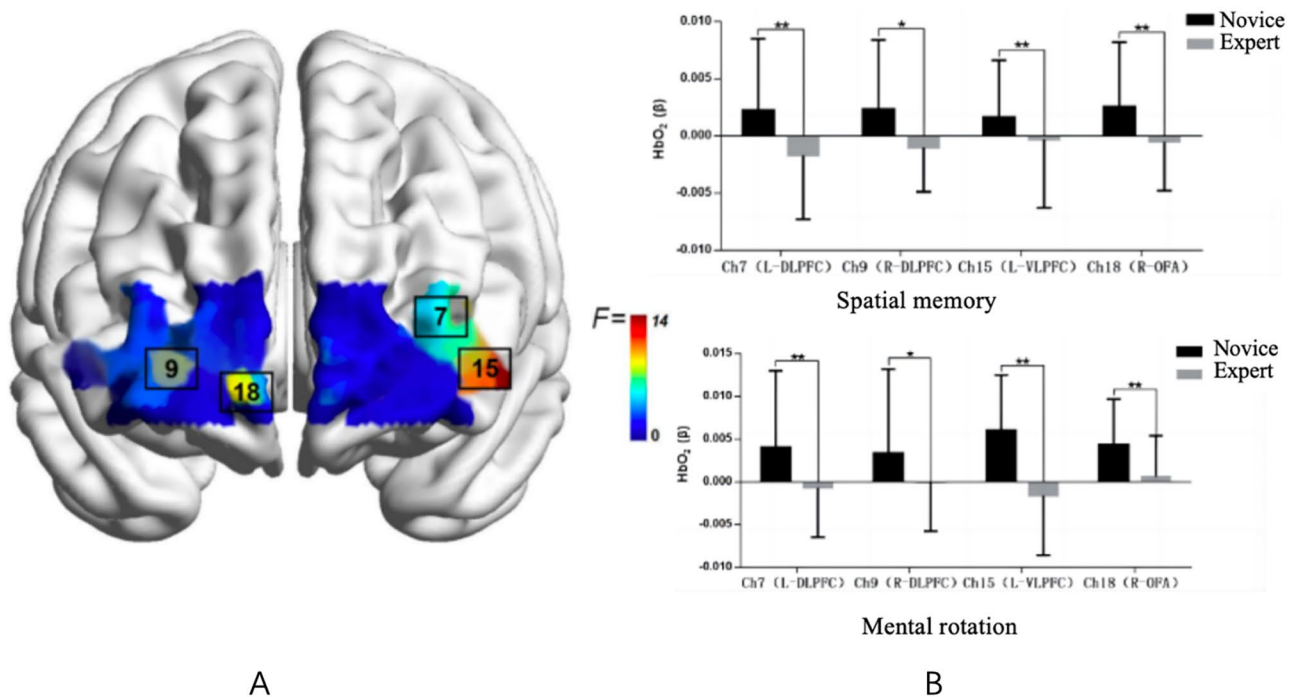 7
9
15
18
F=
14
0
A
0.010
0.005
0.000
-0.005
-0.010
HbO₂ (β)
** * ** **
Novice
Expert
Ch7 (L-DLPFC) Ch9 (R-DLPFC) Ch15 (L-VLPFC) Ch18 (R-OFA)
Spatial memory
0.015
0.010
0.005
0.000
-0.005
-0.010
HbO₂ (β)
** * ** **
Novice
Expert
Ch7 (L-DLPFC) Ch9 (R-DLPFC) Ch15 (L-VLPFC) Ch18 (R-OFA)
Mental rotation
B